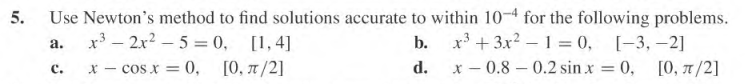 5. Use Newton's method to find solutions accurate to within 10⁻⁴ for the following problems.
a. x³ − 2x² − 5 = 0, [1, 4] b. x³ + 3x² − 1 = 0, [−3, −2]
c. x − cos x = 0, [0, π/2] d. x − 0.8 − 0.2 sin x = 0, [0, π/2]